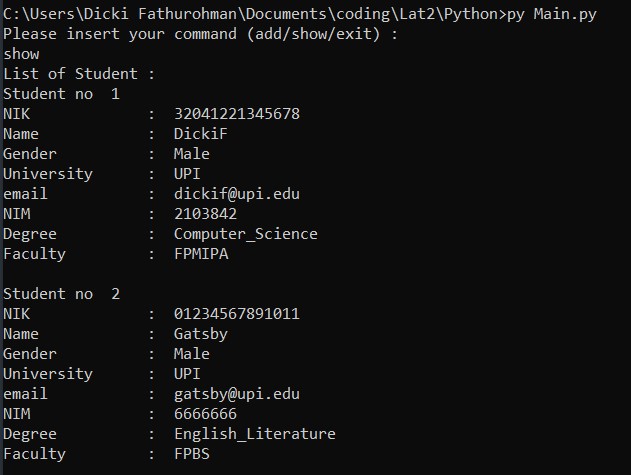 C:\Users\Dicki Fathurohman\Documents\coding\Lat2\Python>py Main.py
Please insert your command (add/show/exit) :
show
List of Student :
Student no  1
NIK             :  32041221345678
Name            :  DickiF
Gender          :  Male
University      :  UPI
email           :  dickif@upi.edu
NIM             :  2103842
Degree          :  Computer_Science
Faculty         :  FPMIPA

Student no  2
NIK             :  01234567891011
Name            :  Gatsby
Gender          :  Male
University      :  UPI
email           :  gatsby@upi.edu
NIM             :  6666666
Degree          :  English_Literature
Faculty         :  FPBS